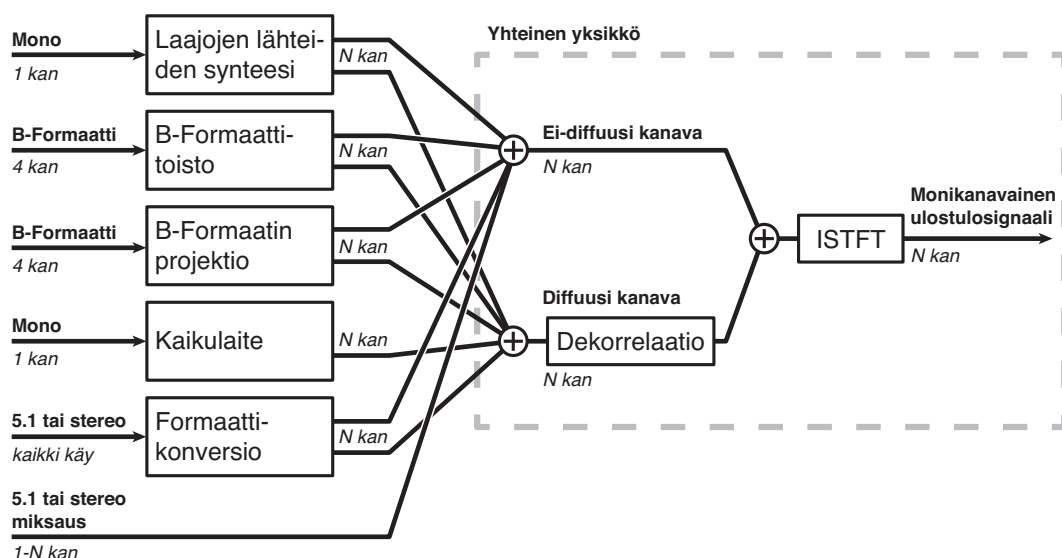 Mono
1 kan
Laajojen lähtei-
den synteesi
N kan
B-Formaatti
4 kan
B-Formaatti-
toisto
N kan
B-Formaatti
4 kan
B-Formaatin
projektio
N kan
Mono
1 kan
Kaikulaite
N kan
5.1 tai stereo
kaikki käy
Formaatti-
konversio
N kan
5.1 tai stereo
miksaus
1-N kan
Yhteinen yksikkö
Ei-diffuusi kanava
N kan
Diffuusi kanava
Dekorrelaatio
N kan
ISTFT
Monikanavainen
ulostulosignaali
N kan